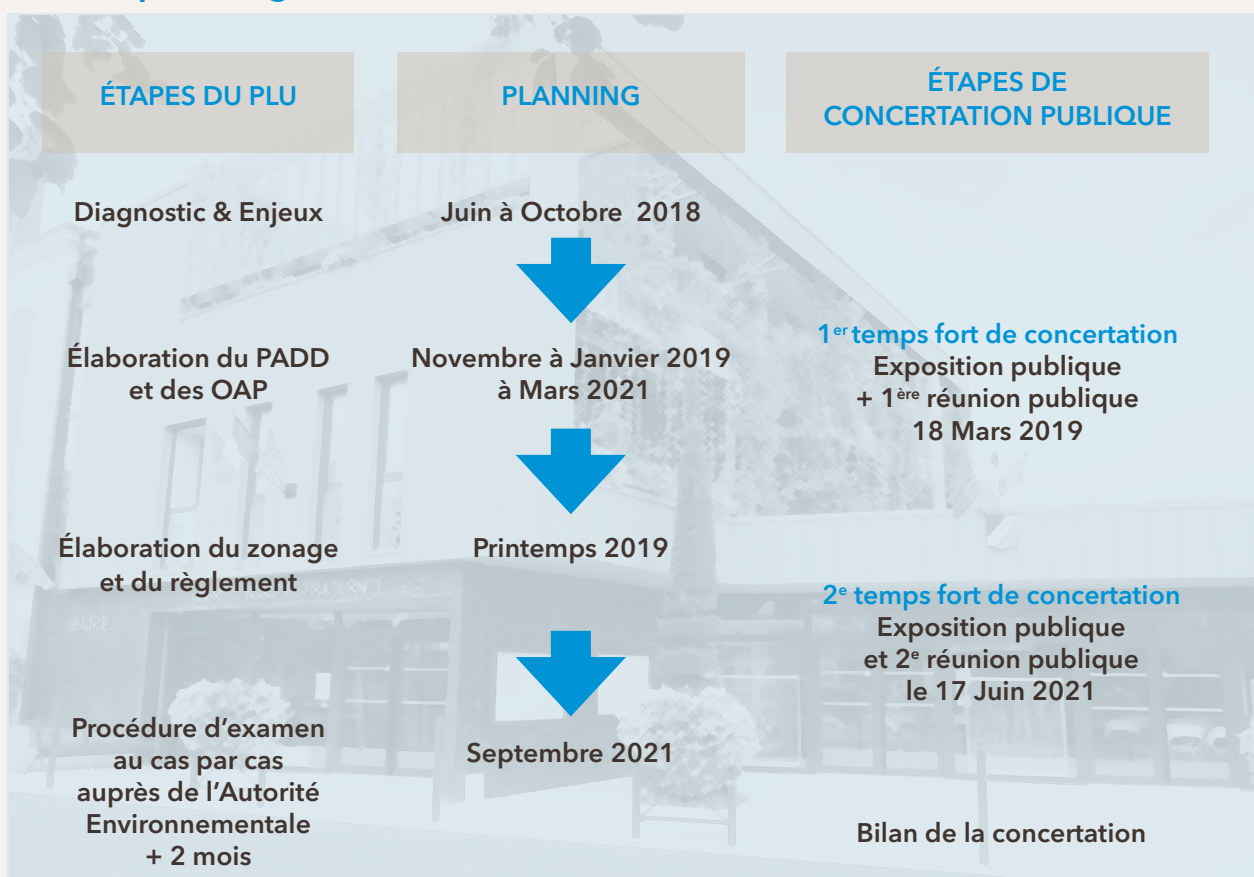 ÉTAPES DU PLU
PLANNING
ÉTAPES DE
CONCERTATION PUBLIQUE
Diagnostic & Enjeux
Juin à Octobre 2018
Élaboration du PADD
et des OAP
Novembre à Janvier 2019
à Mars 2021
1er temps fort de concertation
Exposition publique
+ 1ère réunion publique
18 Mars 2019
Élaboration du zonage
et du règlement
Printemps 2019
2e temps fort de concertation
Exposition publique
et 2e réunion publique
le 17 Juin 2021
Procédure d’examen
au cas par cas
auprès de l’Autorité
Environnementale
+ 2 mois
Septembre 2021
Bilan de la concertation